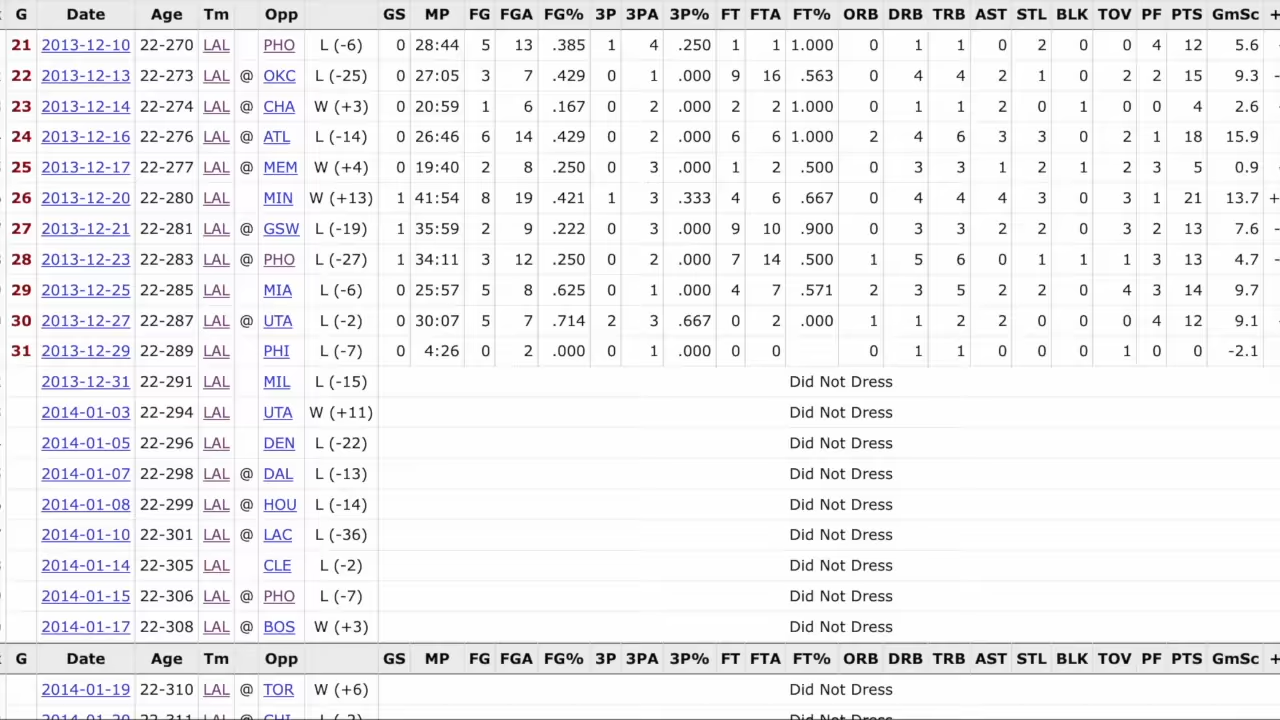 G Date Age Tm Opp GS MP FG FGA FG% 3P 3PA 3P% FT FTA FT% ORB DRB TRB AST STL BLK TOV PF PTS GmSc +
21 2013-12-10 22-270 LAL PHO L (-6) 0 28:44 5 13 .385 1 4 .250 1 1 1.000 0 1 1 0 2 0 0 4 12 5.6
22 2013-12-13 22-273 LAL @ OKC L (-25) 0 27:05 3 7 .429 0 1 .000 9 16 .563 0 4 4 2 1 0 2 2 15 9.3 -
23 2013-12-14 22-274 LAL @ CHA W (+3) 0 20:59 1 6 .167 0 2 .000 2 2 1.000 0 1 1 2 0 1 0 0 4 2.6
24 2013-12-16 22-276 LAL @ ATL L (-14) 0 26:46 6 14 .429 0 2 .000 6 6 1.000 2 4 6 3 3 0 2 1 18 15.9
25 2013-12-17 22-277 LAL @ MEM W (+4) 0 19:40 2 8 .250 0 3 .000 1 2 .500 0 3 3 1 2 1 2 3 5 0.9
26 2013-12-20 22-280 LAL MIN W (+13) 1 41:54 8 19 .421 1 3 .333 4 6 .667 0 4 4 4 3 0 3 1 21 13.7 +
27 2013-12-21 22-281 LAL @ GSW L (-19) 1 35:59 2 9 .222 0 3 .000 9 10 .900 0 3 3 2 2 0 3 2 13 7.6 -
28 2013-12-23 22-283 LAL @ PHO L (-27) 1 34:11 3 12 .250 0 2 .000 7 14 .500 1 5 6 0 1 1 1 3 13 4.7 -
29 2013-12-25 22-285 LAL MIA L (-6) 0 25:57 5 8 .625 0 1 .000 4 7 .571 2 3 5 2 2 0 4 3 14 9.7
30 2013-12-27 22-287 LAL @ UTA L (-2) 0 30:07 5 7 .714 2 3 .667 0 2 .000 1 1 2 2 0 0 0 4 12 9.1
31 2013-12-29 22-289 LAL PHI L (-7) 0 4:26 0 2 .000 0 1 .000 0 0 0 1 1 0 0 0 1 0 0 -2.1
2013-12-31 22-291 LAL MIL L (-15) Did Not Dress
2014-01-03 22-294 LAL UTA W (+11) Did Not Dress
2014-01-05 22-296 LAL DEN L (-22) Did Not Dress
2014-01-07 22-298 LAL @ DAL L (-13) Did Not Dress
2014-01-08 22-299 LAL @ HOU L (-14) Did Not Dress
2014-01-10 22-301 LAL @ LAC L (-36) Did Not Dress
2014-01-14 22-305 LAL CLE L (-2) Did Not Dress
2014-01-15 22-306 LAL @ PHO L (-7) Did Not Dress
2014-01-17 22-308 LAL @ BOS W (+3) Did Not Dress
G Date Age Tm Opp GS MP FG FGA FG% 3P 3PA 3P% FT FTA FT% ORB DRB TRB AST STL BLK TOV PF PTS GmSc +
2014-01-19 22-310 LAL @ TOR W (+6) Did Not Dress